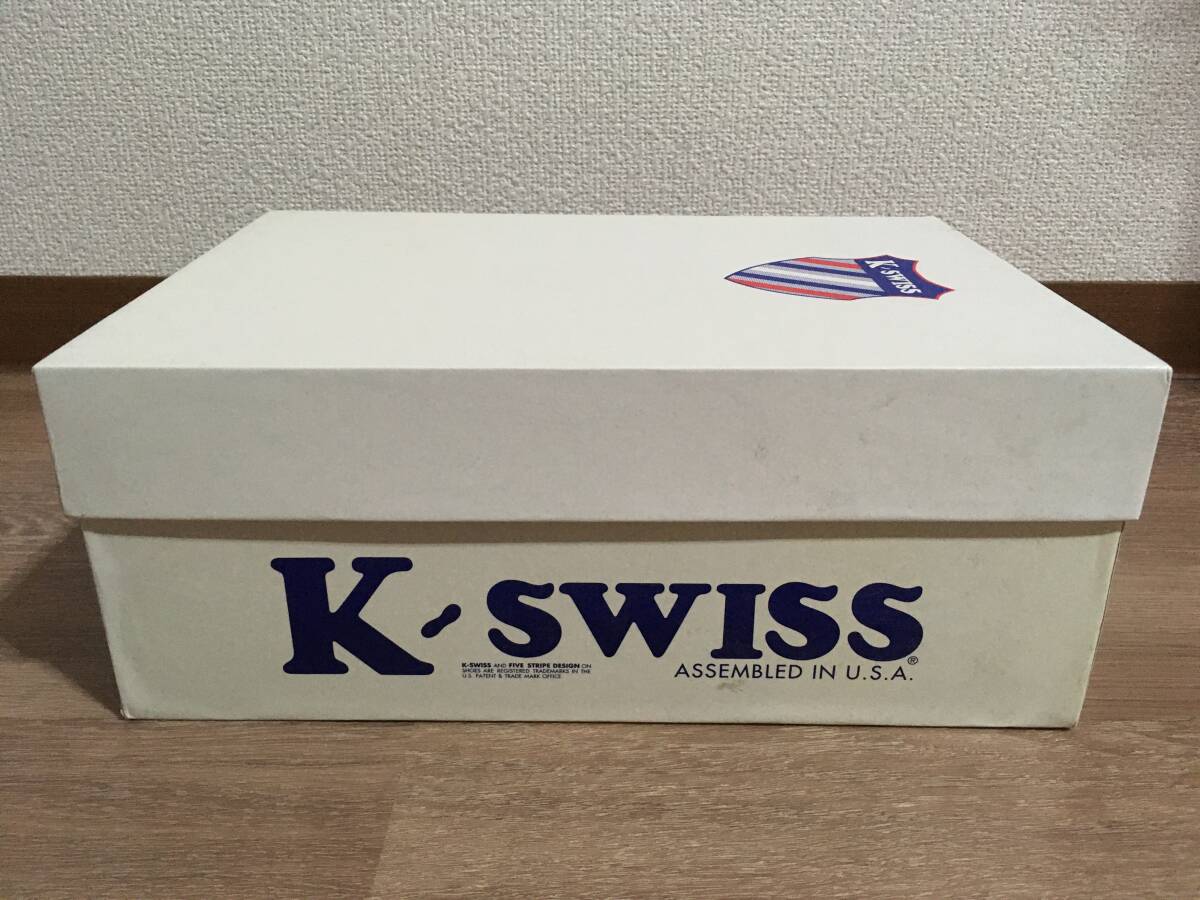 K-SWISS
K-SWISS®
K-SWISS AND FIVE STRIPE DESIGN ON
SHOES ARE REGISTERED TRADEMARKS IN THE
U.S. PATENT & TRADE MARK OFFICE
ASSEMBLED IN U.S.A.